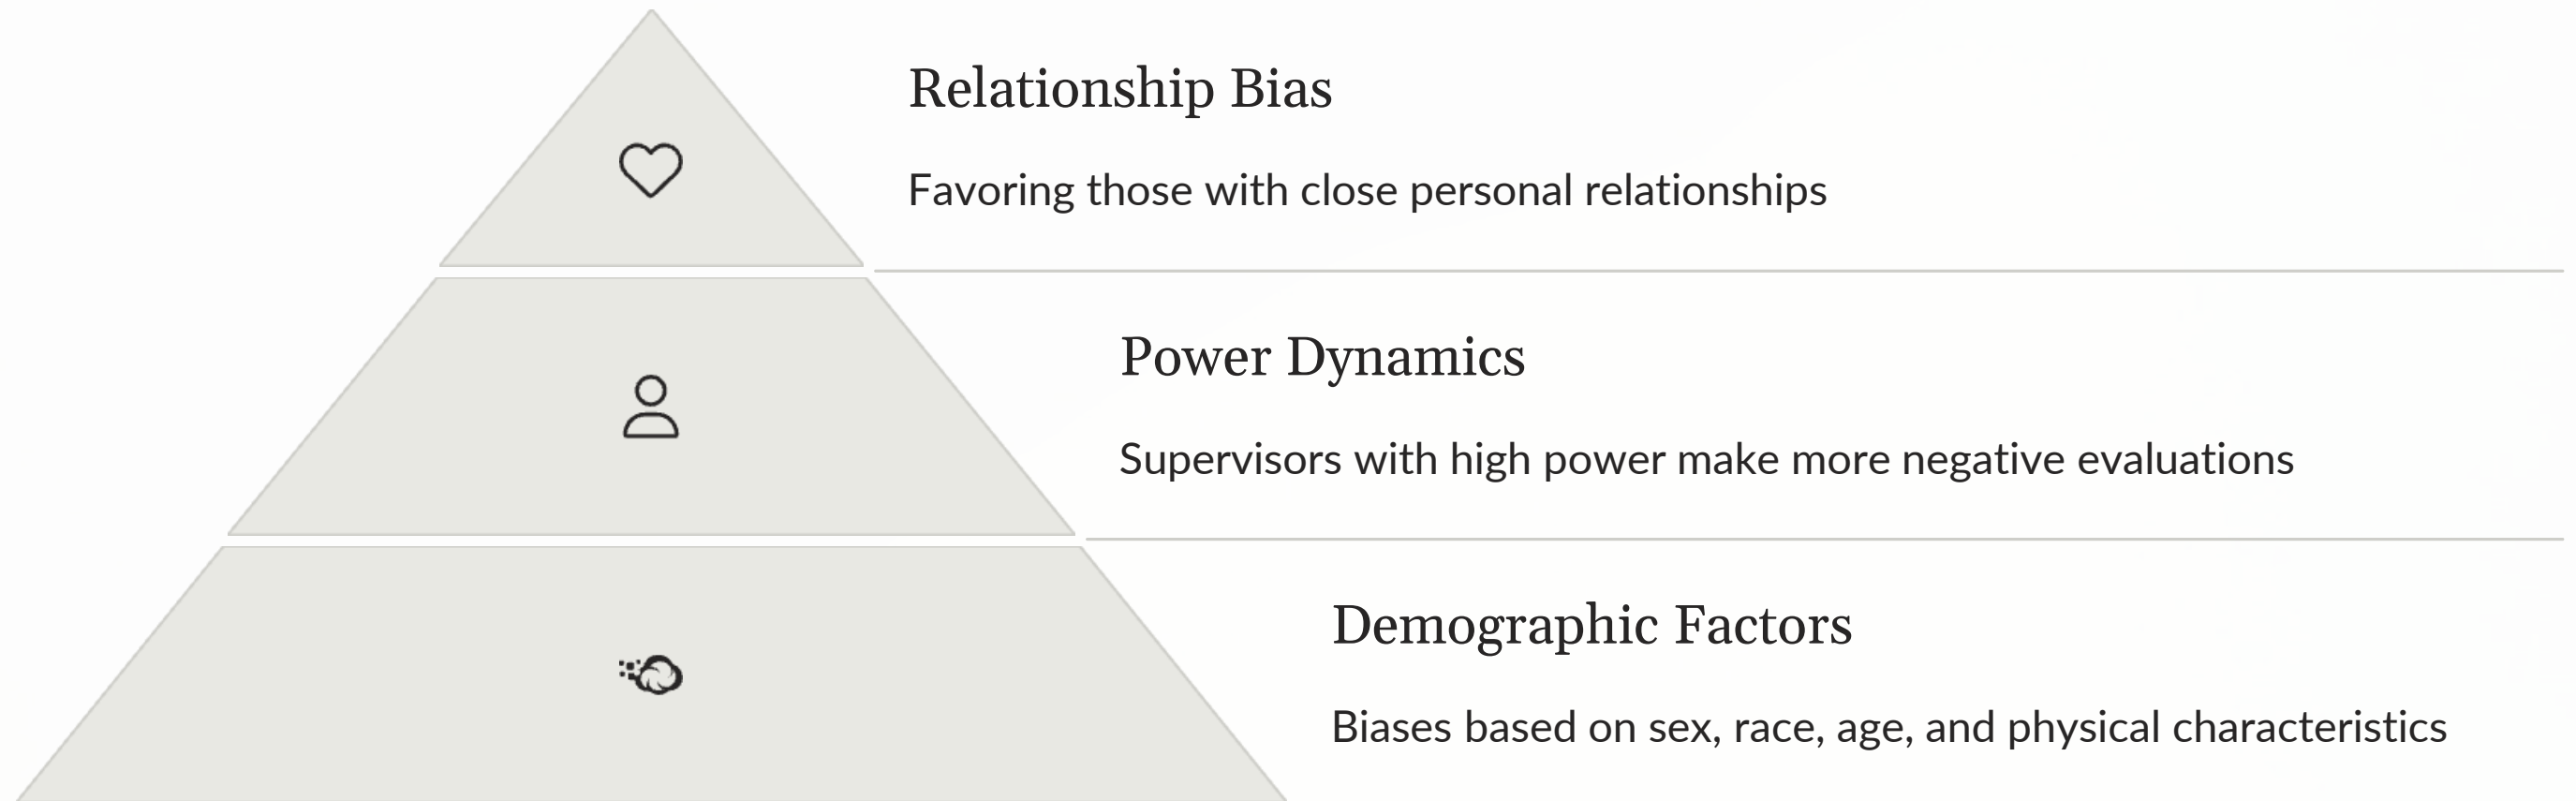 Relationship Bias
Favoring those with close personal relationships
Power Dynamics
Supervisors with high power make more negative evaluations
Demographic Factors
Biases based on sex, race, age, and physical characteristics